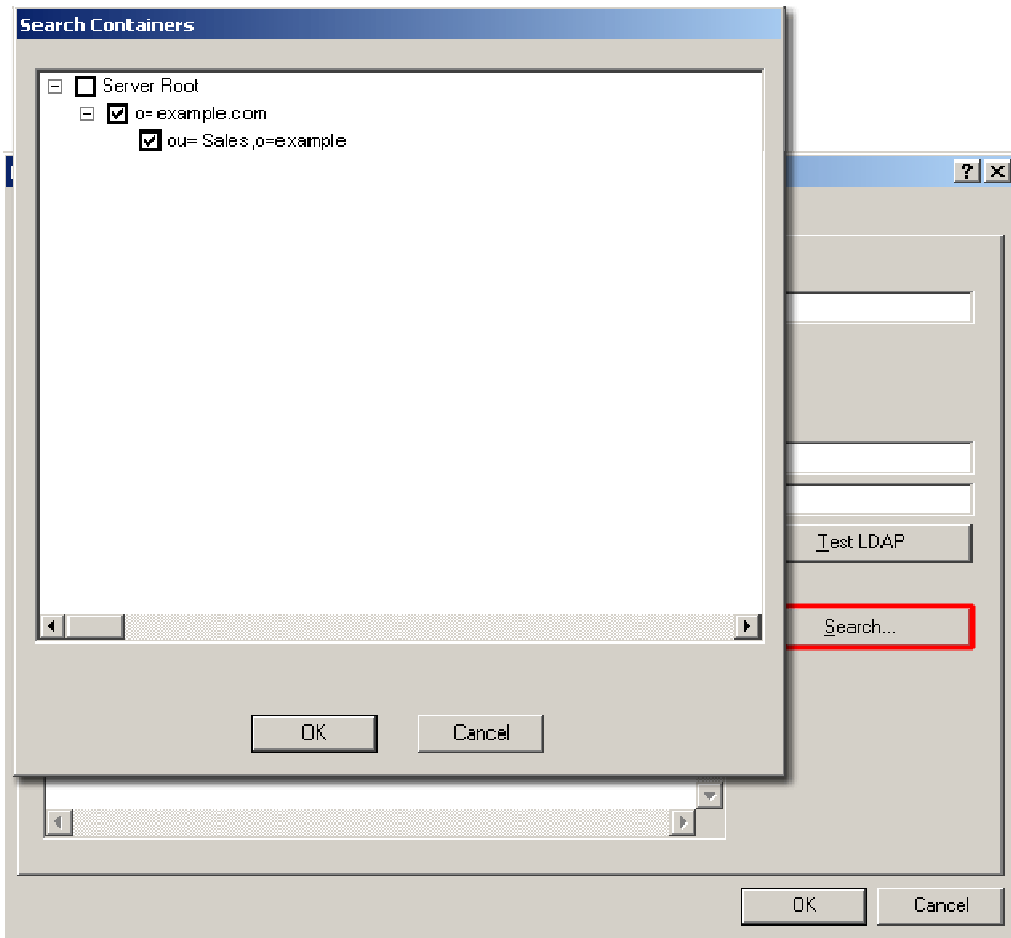 Search Containers
Server Root
o= example.com
ou= Sales ,o=example
?
Test LDAP
Search...
OK Cancel
OK Cancel